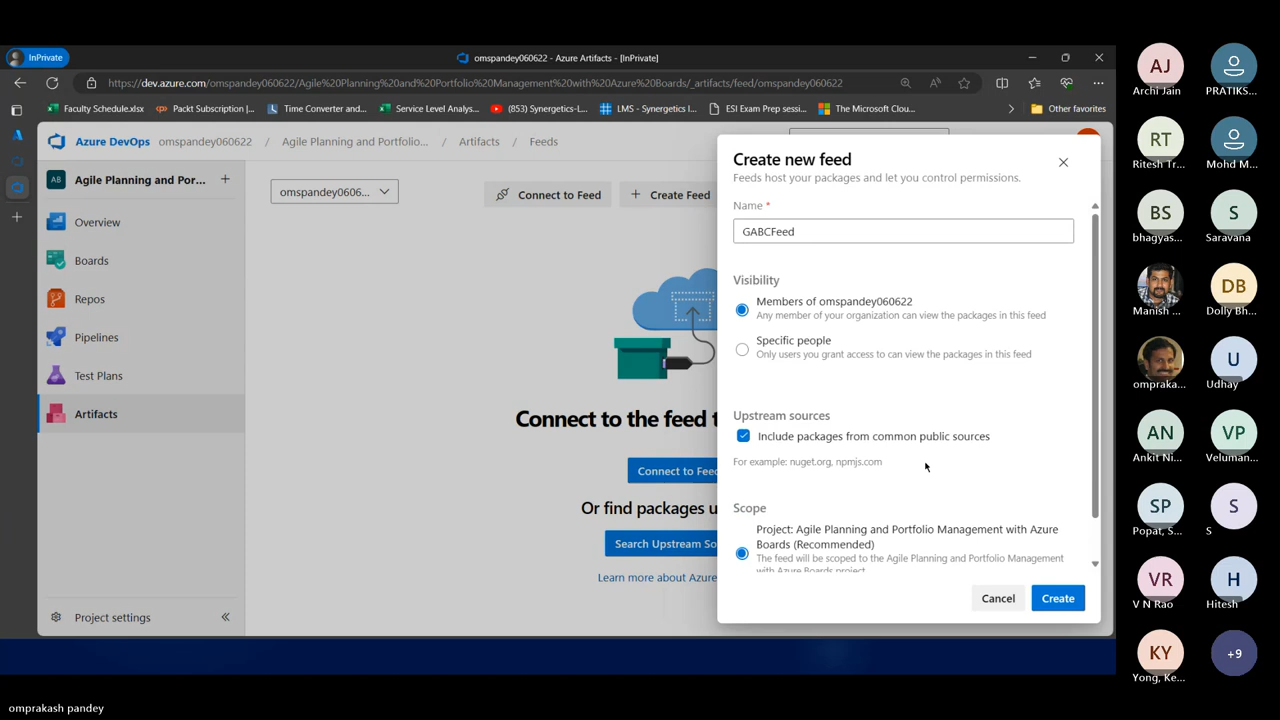 InPrivate
omspandey060622 - Azure Artifacts - [InPrivate]
https://dev.azure.com/omspandey060622/Agile%20Planning%20and%20Portfolio%20Management%20with%20Azure%20Boards/_artifacts/feed/omspandey060622
Faculty Schedule.xlsx
Packt Subscription |...
Time Converter and...
Service Level Analys...
(853) Synergetics-L...
LMS - Synergetics I...
ESI Exam Prep sessi...
The Microsoft Clou...
Other favorites
Azure DevOps
omspandey060622 / Agile Planning and Portfolio... / Artifacts / Feeds
AB
Agile Planning and Por...
Overview
Boards
Repos
Pipelines
Test Plans
Artifacts
Project settings
omspandey0606...
Connect to Feed
Create Feed
Connect to the feed t
Connect to Feed
Or find packages u
Search Upstream So
Learn more about Azure
Create new feed
Feeds host your packages and let you control permissions.
Name *
GABCFeed
Visibility
Members of omspandey060622
Any member of your organization can view the packages in this feed
Specific people
Only users you grant access to can view the packages in this feed
Upstream sources
Include packages from common public sources
For example: nuget.org, npmjs.com
Scope
Project: Agile Planning and Portfolio Management with Azure
Boards (Recommended)
The feed will be scoped to the Agile Planning and Portfolio Management
with Azure Boards project.
Cancel
Create
AJ
Archi Jain
PRATIKS...
RT
Ritesh Tr...
Mohd M...
BS
bhagyas...
S
Saravana
Manish ...
DB
Dolly Bh...
ompraka...
U
Udhay
AN
Ankit Ni...
VP
Veluman...
SP
Popat, S...
S
S
VR
V N Rao
H
Hitesh
KY
Yong, Ke...
+9
omprakash pandey